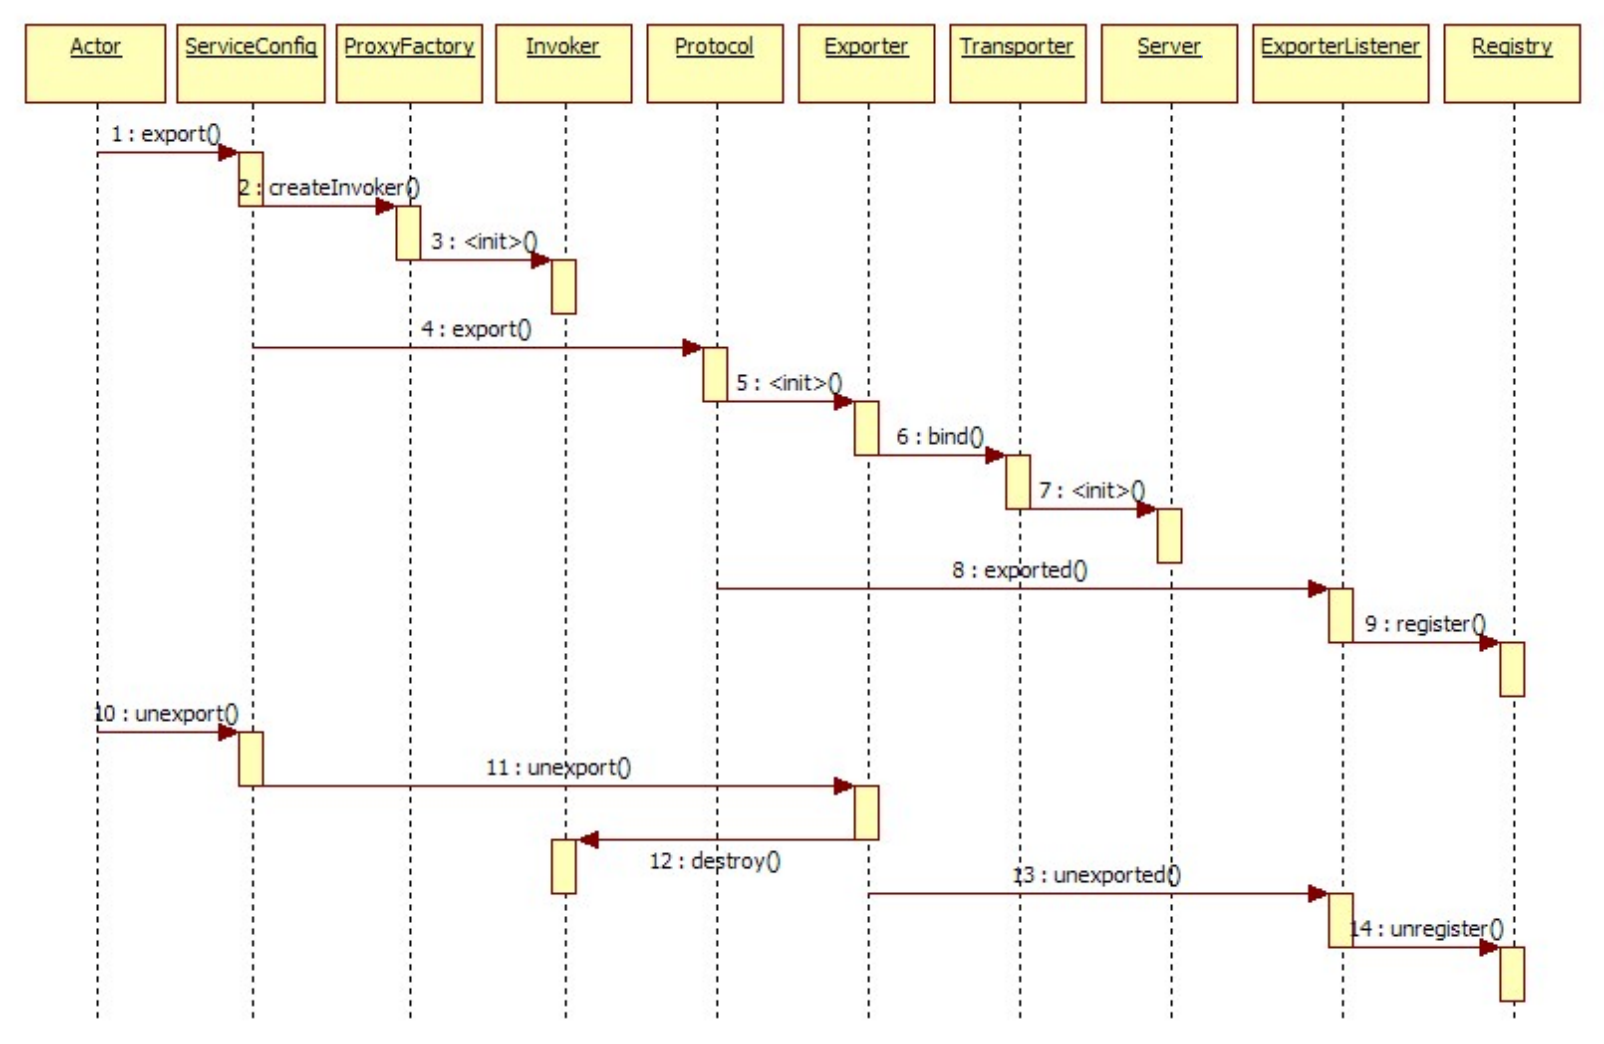 Actor
ServiceConfig
ProxyFactory
Invoker
Protocol
Exporter
Transporter
Server
ExporterListener
Registry
1 : export()
2 : createInvoker()
3 : <init>()
4 : export()
5 : <init>()
6 : bind()
7 : <init>()
8 : exported()
9 : register()
10 : unexport()
11 : unexport()
12 : destroy()
13 : unexported()
14 : unregister()